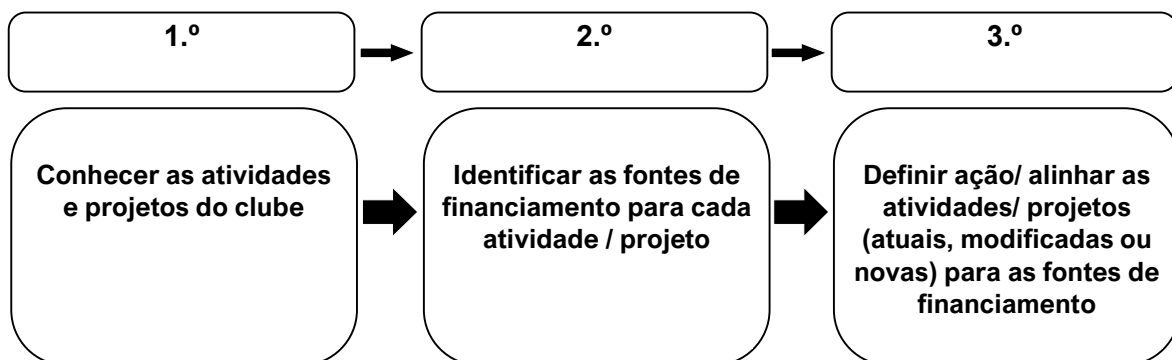 1.º
2.º
3.º
Conhecer as atividades
e projetos do clube
Identificar as fontes de
financiamento para cada
atividade / projeto
Definir ação/ alinhar as
atividades/ projetos
(atuais, modificadas ou
novas) para as fontes de
financiamento